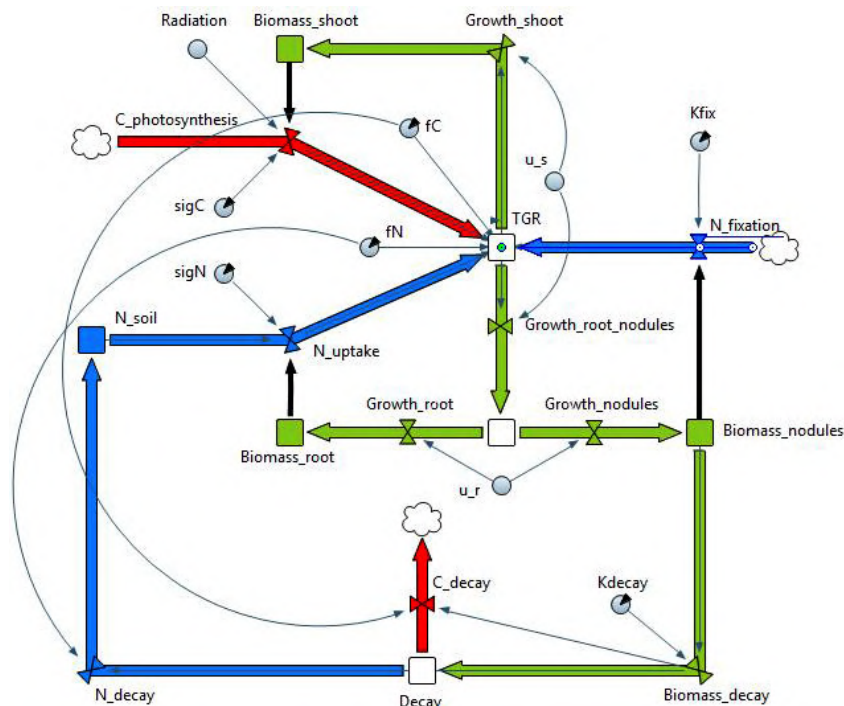 Radiation
Biomass_shoot
Growth_shoot
C_photosynthesis
fC
Kfix
u_s
sigC
TGR
fN
N_fixation
sigN
N_soil
N_uptake
Growth_root_nodules
Growth_root
Growth_nodules
Biomass_root
Biomass_nodules
u_r
C_decay
Kdecay
N_decay
Decay
Biomass_decay